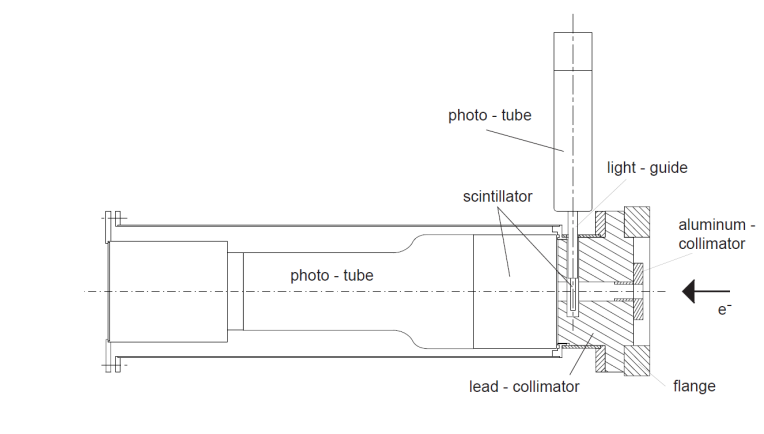 photo - tube
light - guide
scintillator
aluminum -
collimator
photo - tube
e-
lead - collimator
flange